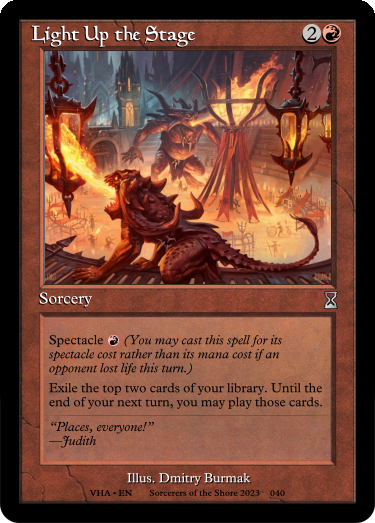 Light Up the Stage 2
Sorcery
Spectacle (You may cast this spell for its
spectacle cost rather than its mana cost if an
opponent lost life this turn.)
Exile the top two cards of your library. Until the
end of your next turn, you may play those cards.
"Places, everyone!"
—Judith
Illus. Dmitry Burmak
VHA • EN Sorcerers of the Shore 2023 040